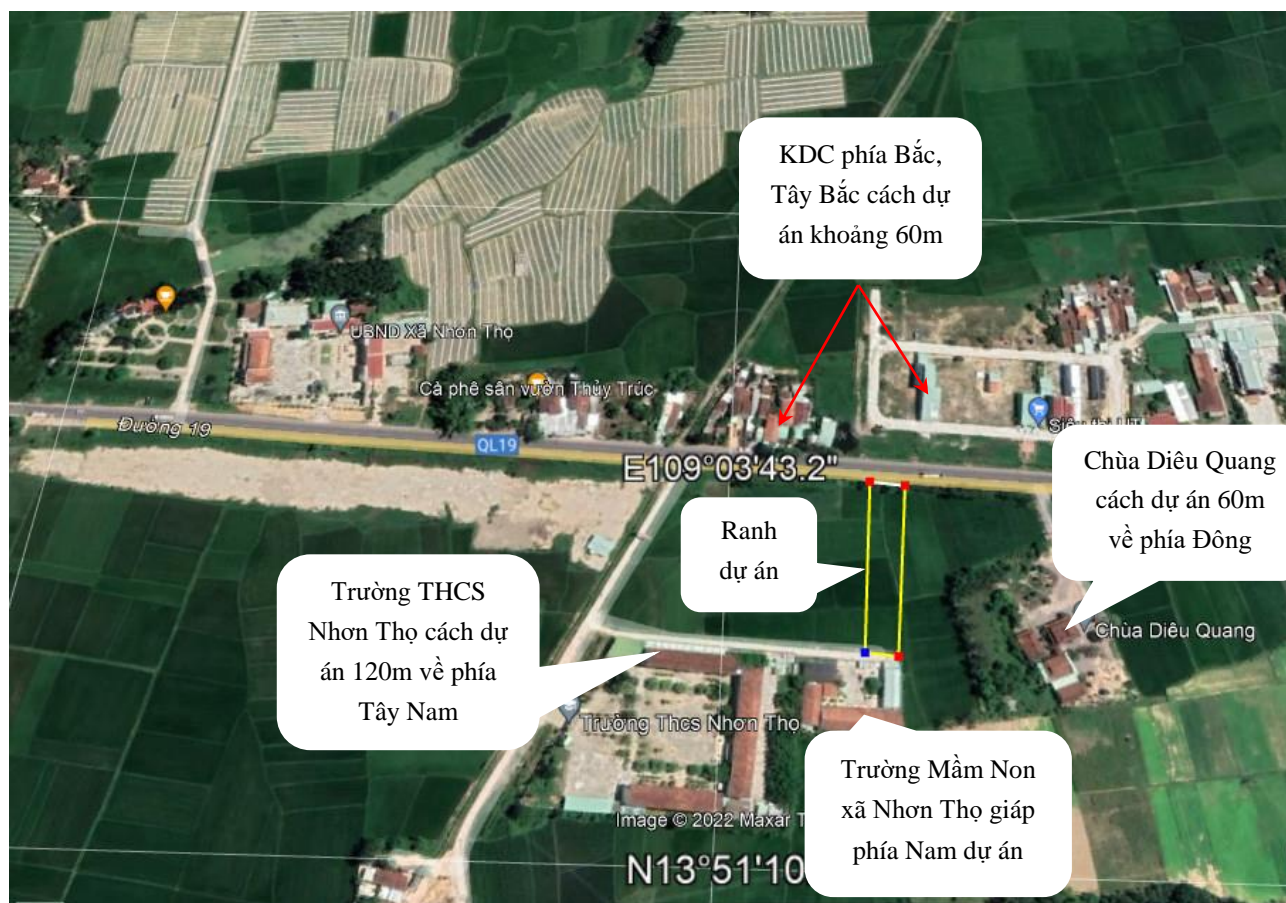 KDC phía Bắc,
Tây Bắc cách dự
án khoảng 60m
UBND Xã Nhơn Thọ
Cà phê sân vườn Thủy Trúc
Đường 19
QL19
E109°03'43.2"
Siêu thị
Chùa Diêu Quang
cách dự án 60m
về phía Đông
Ranh
dự án
Trường THCS
Nhơn Thọ cách dự
án 120m về phía
Tây Nam
Chùa Diêu Quang
Trường Thcs Nhơn Thọ
Trường Mầm Non
xã Nhơn Thọ giáp
phía Nam dự án
Image © 2022 Maxar T
N13°51'10